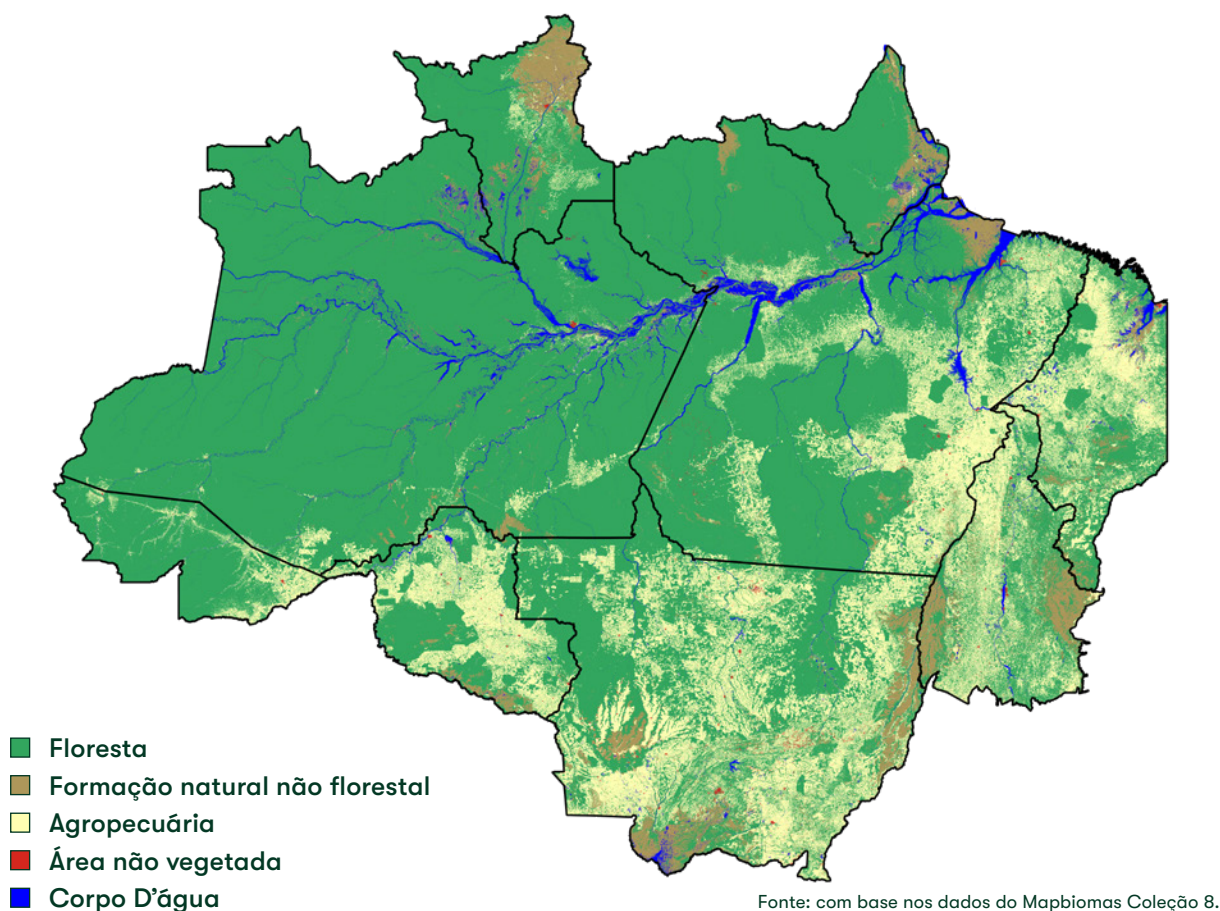 Floresta
Formação natural não florestal
Agropecuária
Área não vegetada
Corpo D'água
Fonte: com base nos dados do Mapbiomas Coleção 8.